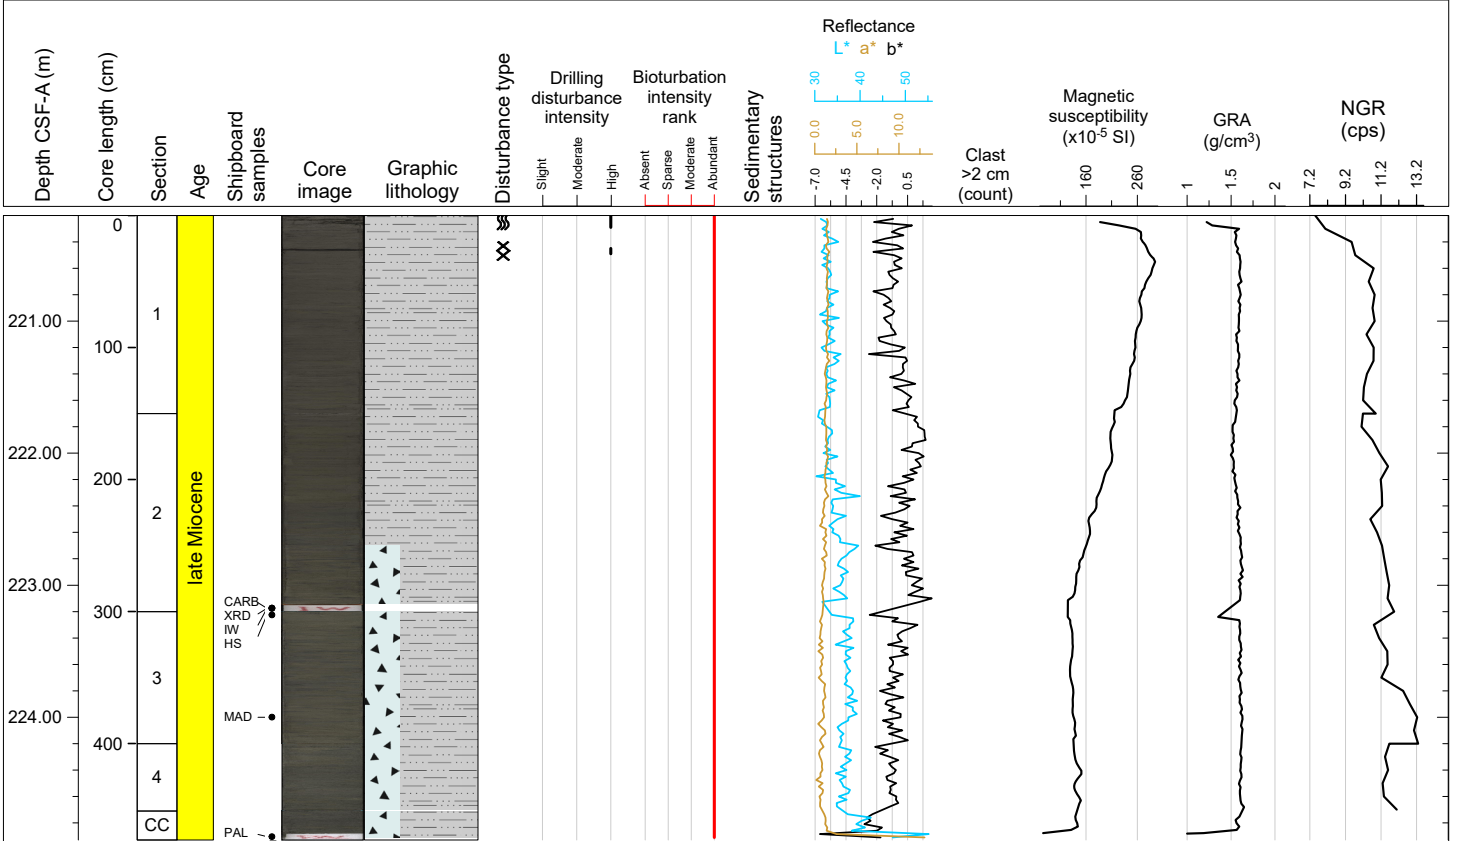 Depth CSF-A (m)
Core length (cm)
Section
Age
Shipboard
samples
Core
image
Graphic
lithology
Disturbance type
Drilling
disturbance
intensity
Slight
Moderate
High
Bioturbation
intensity
rank
Absent
Sparse
Moderate
Abundant
Sedimentary
structures
Reflectance
L* a* b*
30 40 50
0.0 5.0 10.0
-7.0 -4.5 -2.0 0.5
Clast
>2 cm
(count)
Magnetic
susceptibility
(x10-5 SI)
160 260
GRA
(g/cm3)
1 1.5 2
NGR
(cps)
7.2 9.2 11.2 13.2
0
221.00
100
222.00
200
223.00
300
224.00
400
1
2
3
4
CC
late Miocene
CARB
XRD
IW
HS
MAD
PAL
IW